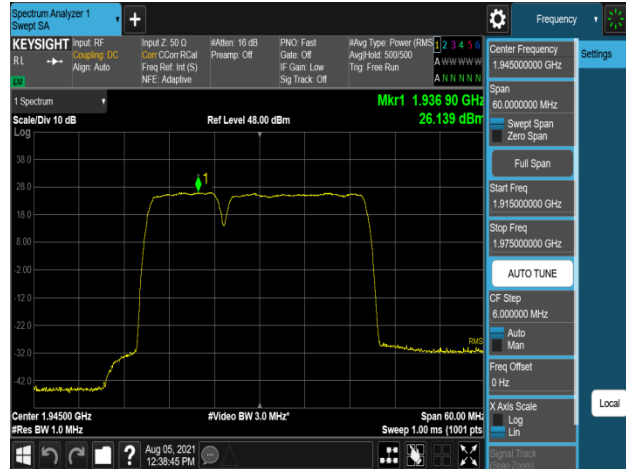 Spectrum Analyzer 1
Swept SA
Frequency
KEYSIGHT
RL
Input: RF
Coupling: DC
Align: Auto
Input Z: 50 Ω
Corr CCorr RCal
Freq Ref: Int (S)
NFE: Adaptive
#Atten: 16 dB
Preamp: Off
PNO: Fast
Gate: Off
IF Gain: Low
Sig Track: Off
#Avg Type: Power (RMS
Avg|Hold: 500/500
Trig: Free Run
1 2 3 4 5 6
A W W W W W
A N N N N N
1 Spectrum
Scale/Div 10 dB
Log
Ref Level 48.00 dBm
Mkr1 1.936 90 GHz
26.139 dBm
1
38.0
28.0
18.0
8.00
-2.00
-12.0
-22.0
-32.0
-42.0
RMS
Center 1.94500 GHz
#Res BW 1.0 MHz
#Video BW 3.0 MHz*
Span 60.00 MHz
Sweep 1.00 ms (1001 pts
?
Aug 05, 2021
12:38:45 PM
Center Frequency
1.945000000 GHz
Span
60.0000000 MHz
Swept Span
Zero Span
Full Span
Start Freq
1.915000000 GHz
Stop Freq
1.975000000 GHz
AUTO TUNE
CF Step
6.000000 MHz
Auto
Man
Freq Offset
0 Hz
X Axis Scale
Log
Lin
Signal Track
(Span Zoom)
Settings
Local